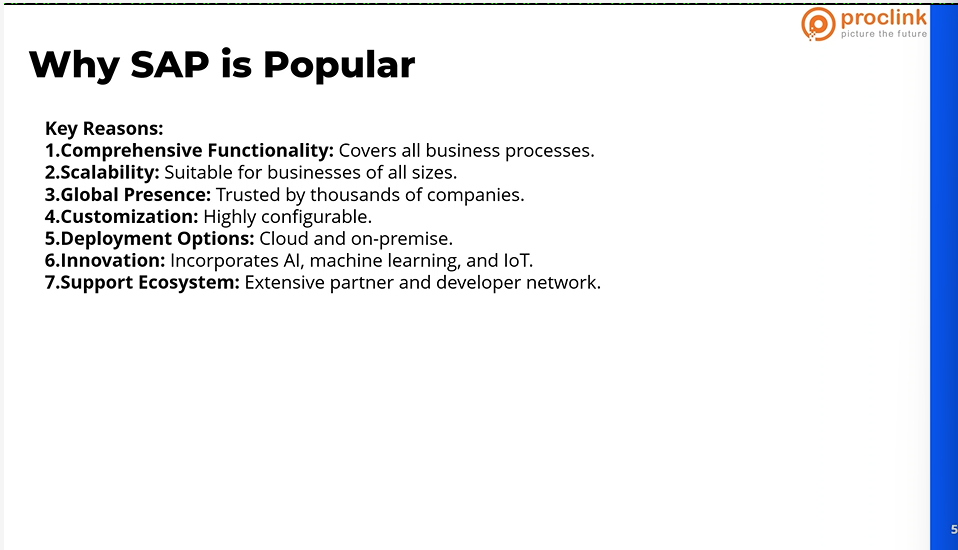 proclink
picture the future
Why SAP is Popular
Key Reasons:
1.Comprehensive Functionality: Covers all business processes.
2.Scalability: Suitable for businesses of all sizes.
3.Global Presence: Trusted by thousands of companies.
4.Customization: Highly configurable.
5.Deployment Options: Cloud and on-premise.
6.Innovation: Incorporates AI, machine learning, and IoT.
7.Support Ecosystem: Extensive partner and developer network.
5